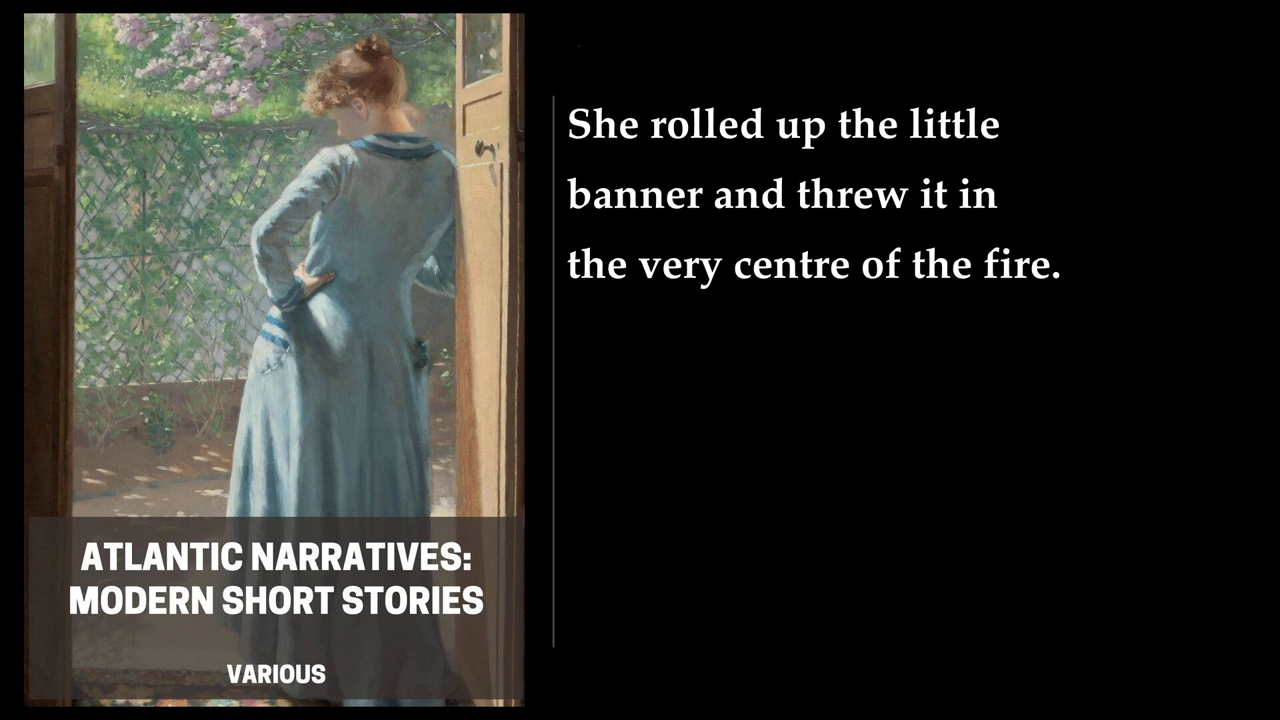 She rolled up the little
banner and threw it in
the very centre of the fire.
ATLANTIC NARRATIVES:
MODERN SHORT STORIES
VARIOUS